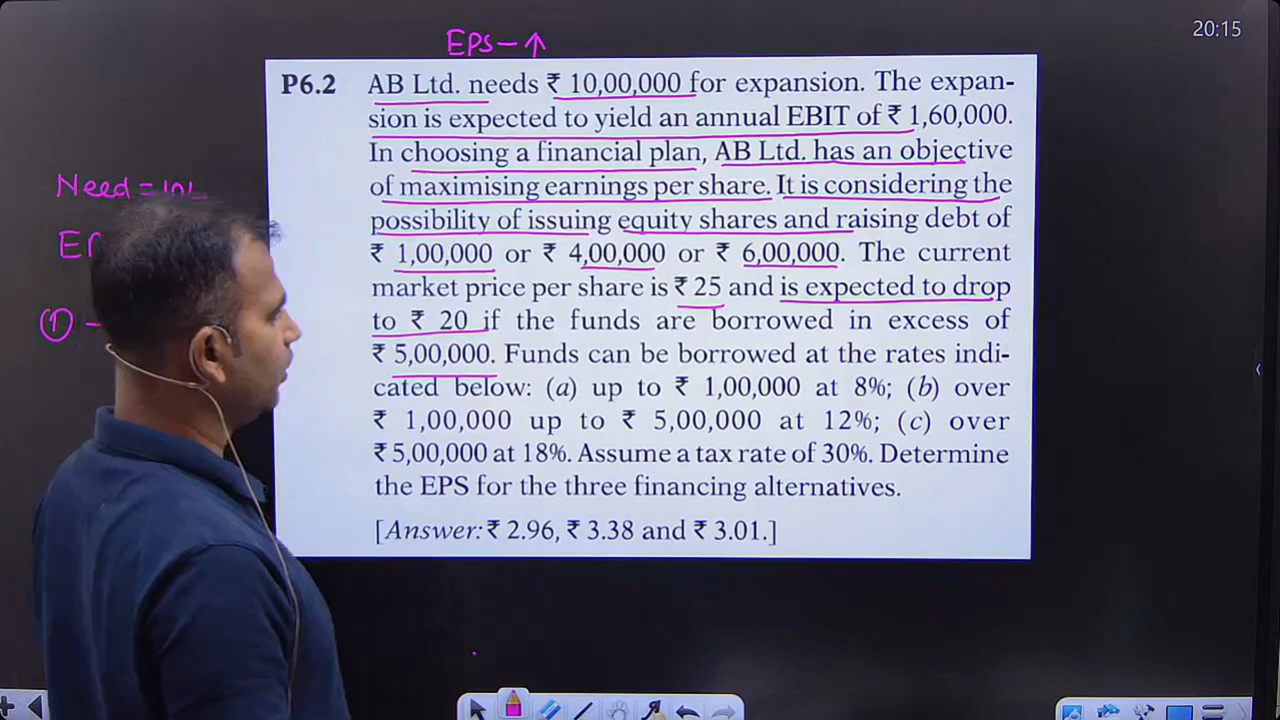 20:15
EPS-↑
P6.2 AB Ltd. needs ₹ 10,00,000 for expansion. The expan-
sion is expected to yield an annual EBIT of ₹ 1,60,000.
In choosing a financial plan, AB Ltd. has an objective
of maximising earnings per share. It is considering the
possibility of issuing equity shares and raising debt of
₹ 1,00,000 or ₹ 4,00,000 or ₹ 6,00,000. The current
market price per share is ₹ 25 and is expected to drop
to ₹ 20 if the funds are borrowed in excess of
₹ 5,00,000. Funds can be borrowed at the rates indi-
cated below: (a) up to ₹ 1,00,000 at 8%; (b) over
₹ 1,00,000 up to ₹ 5,00,000 at 12%; (c) over
₹ 5,00,000 at 18%. Assume a tax rate of 30%. Determine
the EPS for the three financing alternatives.
[Answer: ₹ 2.96, ₹ 3.38 and ₹ 3.01.]
Need =
① -